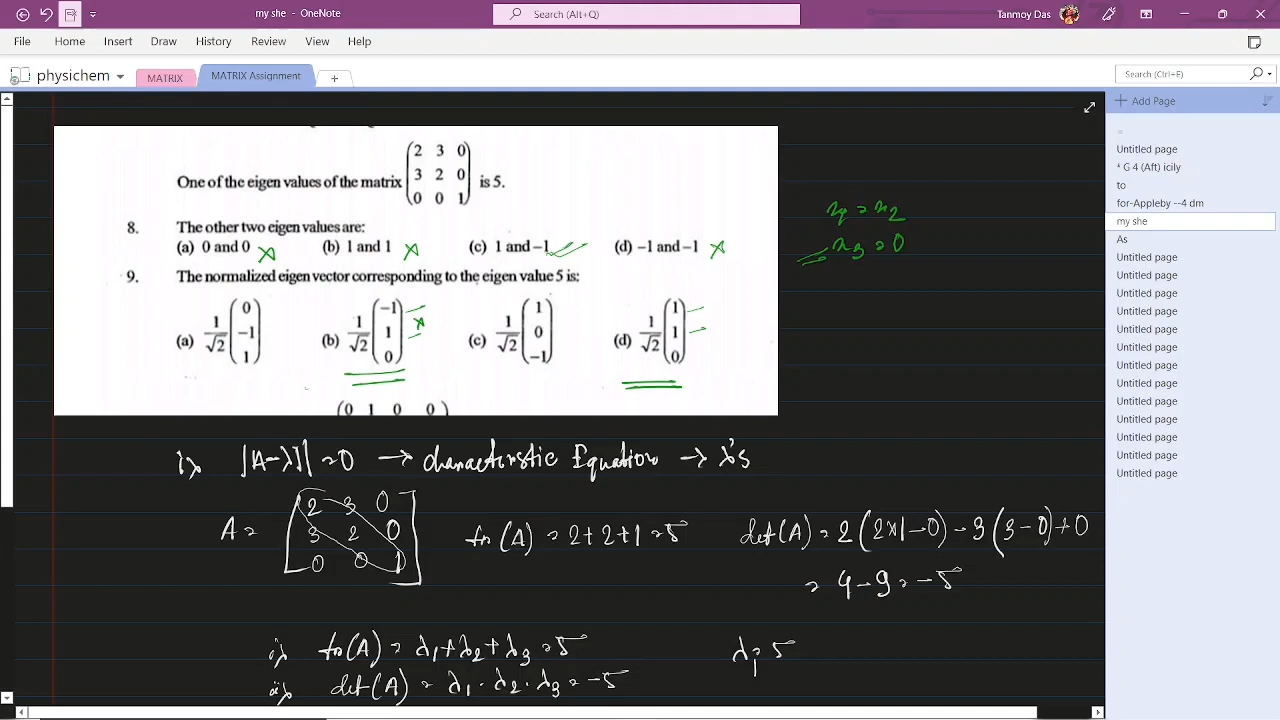 my she - OneNote
Search (Alt+Q)
Tanmoy Das
File Home Insert Draw History Review View Help
physichem MATRIX MATRIX Assignment +
Search (Ctrl+E)
Add Page
Untitled page
* G 4 (Aft) icily
to
for-Appleby --4 dm
my she
As
Untitled page
Untitled page
Untitled page
Untitled page
Untitled page
Untitled page
Untitled page
Untitled page
Untitled page
Untitled page
Untitled page
Untitled page
Untitled page
One of the eigen values of the matrix (2 3 0
3 2 0
0 0 1) is 5.
8. The other two eigen values are:
(a) 0 and 0 (b) 1 and 1 (c) 1 and −1 (d) −1 and −1
9. The normalized eigen vector corresponding to the eigen value 5 is:
(a) 1/√2 (0 −1 1) (b) 1/√2 (−1 1 0) (c) 1/√2 (1 0 −1) (d) 1/√2 (1 1 0)
(0 1 0 0)
x₁ = x₂
x₃ = 0
i> |A−λI| = 0 → characteristic Equation → λ's
A = [2 3 0
3 2 0
0 0 1]
tr(A) = 2+2+1 = 5
det(A) = 2(2×1−0) − 3(3−0) + 0
= 4 − 9 = −5
i> tr(A) = λ₁+λ₂+λ₃ = 5
λ₁ = 5
ii> det(A) = λ₁·λ₂·λ₃ = −5